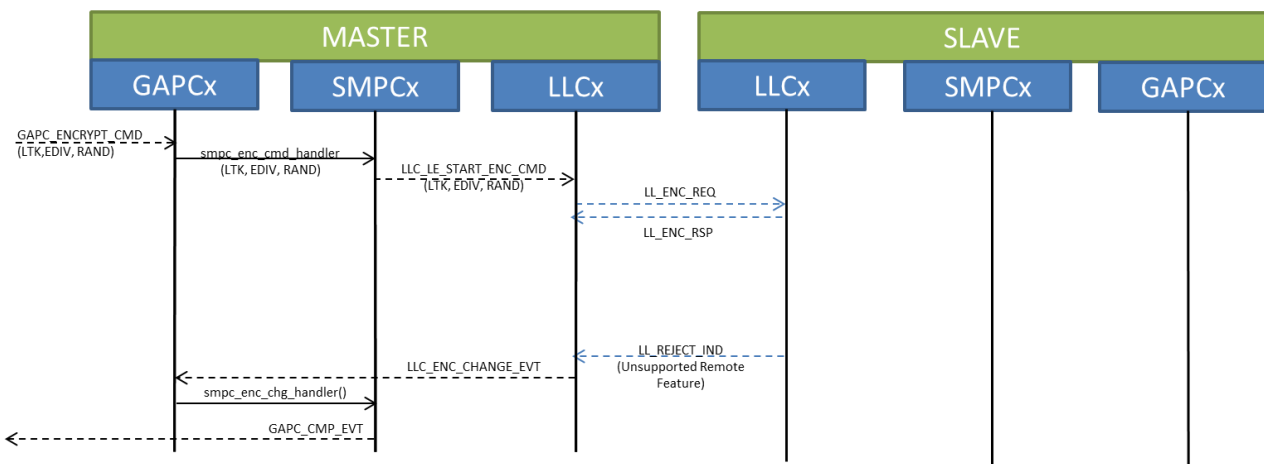 MASTER
SLAVE
GAPCx
SMPCx
LLCx
LLCx
SMPCx
GAPCx
GAPC_ENCRYPT_CMD
(LTK,EDIV, RAND)
smpc_enc_cmd_handler
(LTK, EDIV, RAND)
LLC_LE_START_ENC_CMD
(LTK, EDIV, RAND)
LL_ENC_REQ
LL_ENC_RSP
LL_REJECT_IND
(Unsupported Remote
Feature)
LLC_ENC_CHANGE_EVT
smpc_enc_chg_handler()
GAPC_CMP_EVT